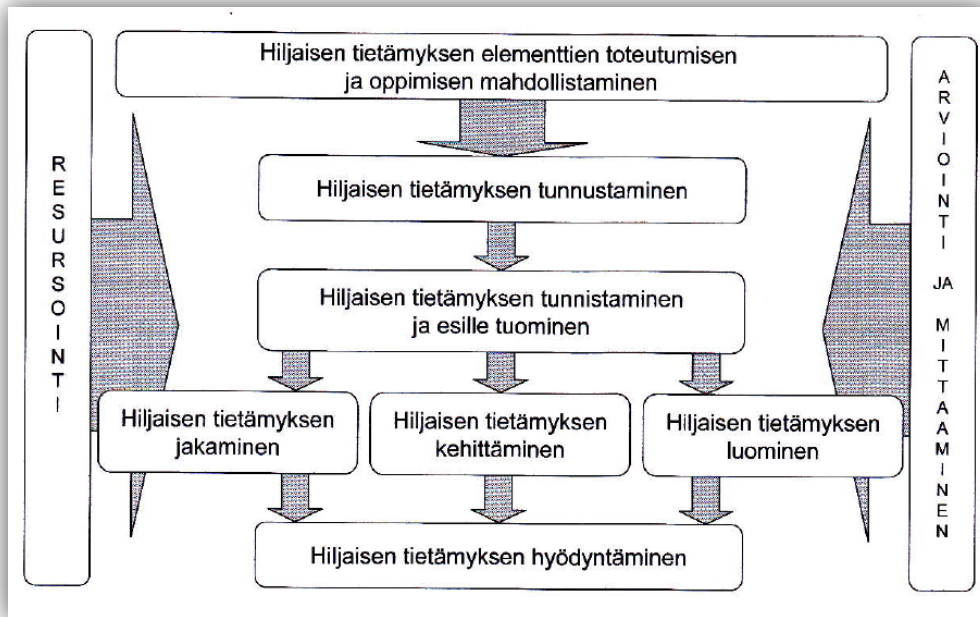 Hiljaisen tietämyksen elementtien toteutumisen
ja oppimisen mahdollistaminen
RESURSOINTI
ARVIOINTI JA MITTAAMINEN
Hiljaisen tietämyksen tunnustaminen
Hiljaisen tietämyksen tunnistaminen
ja esille tuominen
Hiljaisen tietämyksen
jakaminen
Hiljaisen tietämyksen
kehittäminen
Hiljaisen tietämyksen
luominen
Hiljaisen tietämyksen hyödyntäminen